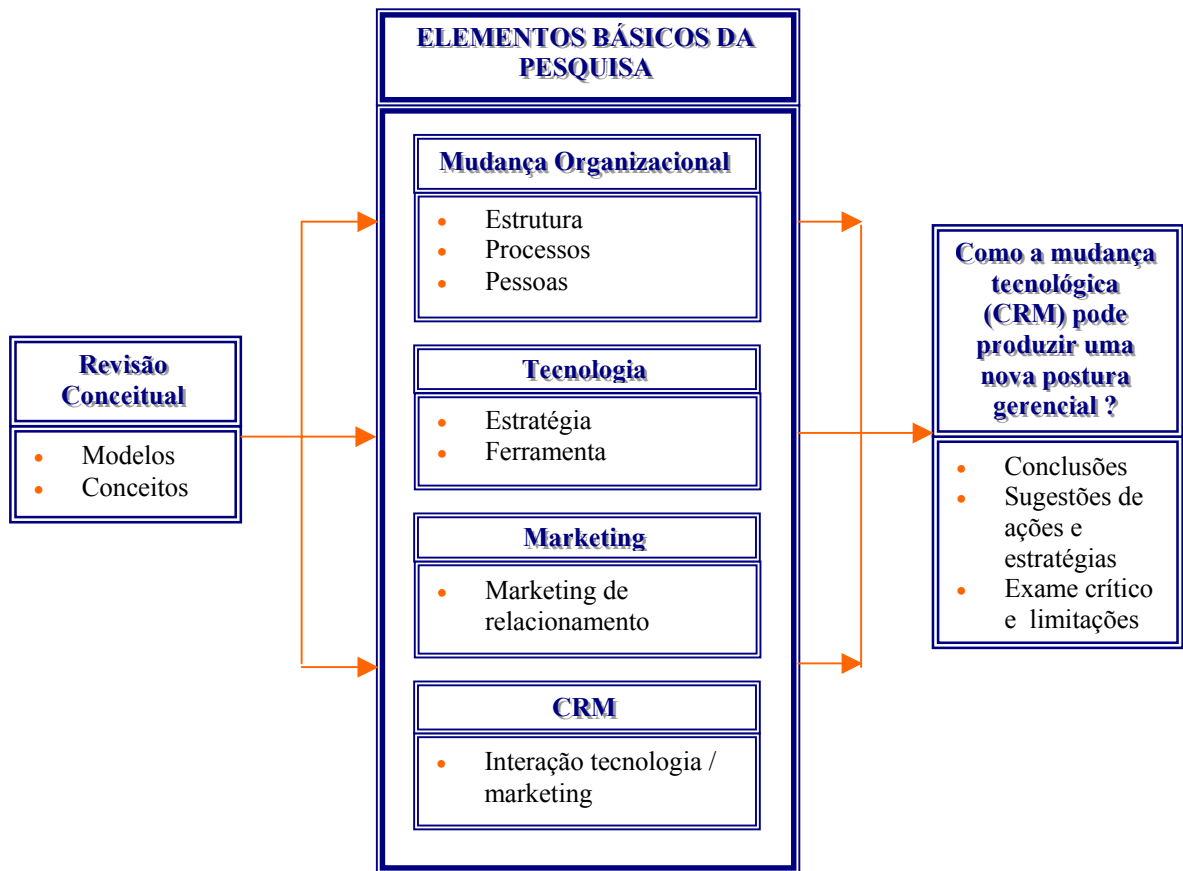 Revisão
Conceitual
Modelos
Conceitos
ELEMENTOS BÁSICOS DA
PESQUISA
Mudança Organizacional
Estrutura
Processos
Pessoas
Tecnologia
Estratégia
Ferramenta
Marketing
Marketing de
relacionamento
CRM
Interação tecnologia /
marketing
Como a mudança
tecnológica
(CRM) pode
produzir uma
nova postura
gerencial ?
Conclusões
Sugestões de
ações e
estratégias
Exame crítico
e limitações